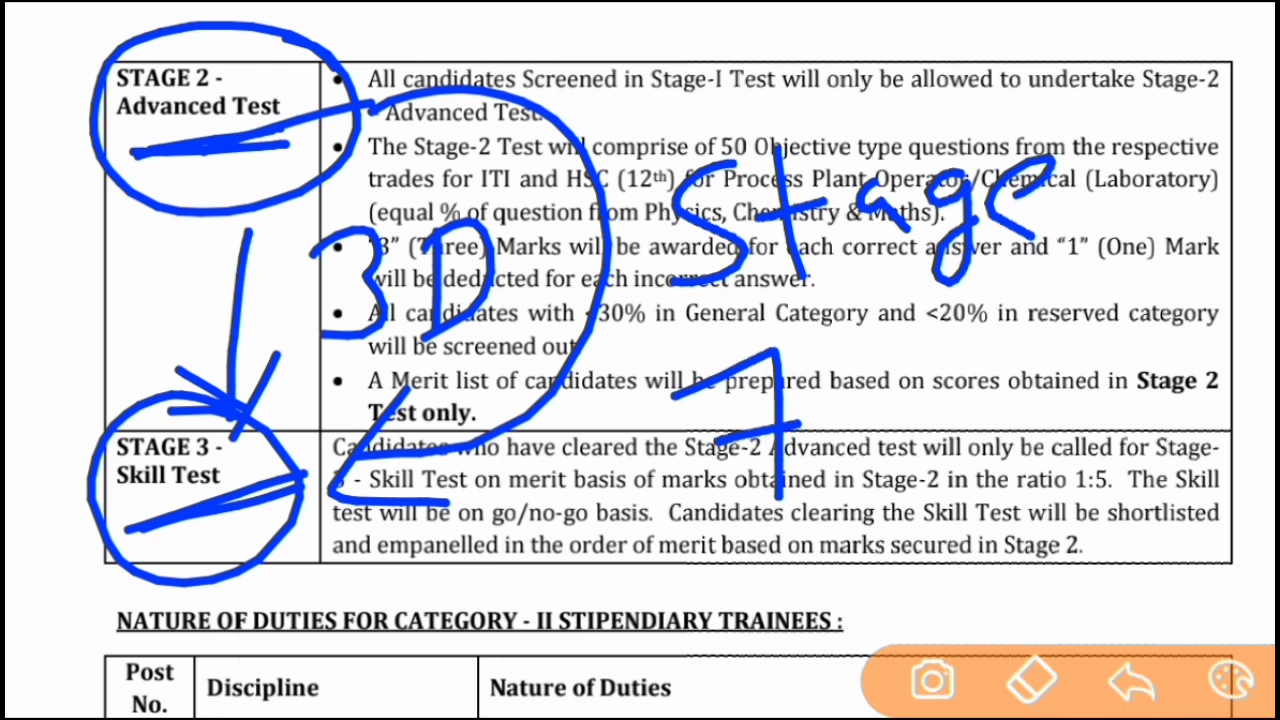 STAGE 2 -
Advanced Test
• All candidates Screened in Stage-I Test will only be allowed to undertake Stage-2
- Advanced Test.
• The Stage-2 Test will comprise of 50 Objective type questions from the respective
trades for ITI and HSC (12th) for Process Plant Operator/Chemical (Laboratory)
(equal % of question from Physics, Chemistry & Maths).
• "3" (Three) Marks will be awarded for each correct answer and "1" (One) Mark
will be deducted for each incorrect answer.
• All candidates with <30% in General Category and <20% in reserved category
will be screened out.
• A Merit list of candidates will be prepared based on scores obtained in Stage 2
Test only.
STAGE 3 -
Skill Test
Candidates who have cleared the Stage-2 Advanced test will only be called for Stage-
3 - Skill Test on merit basis of marks obtained in Stage-2 in the ratio 1:5. The Skill
test will be on go/no-go basis. Candidates clearing the Skill Test will be shortlisted
and empanelled in the order of merit based on marks secured in Stage 2.
3D
Stage
7
NATURE OF DUTIES FOR CATEGORY - II STIPENDIARY TRAINEES :
Post
No.
Discipline
Nature of Duties